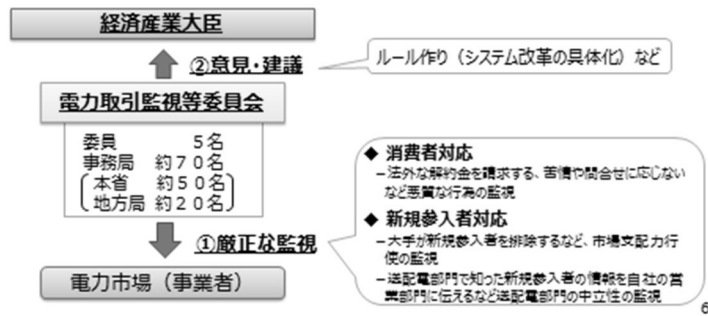 経済産業大臣
②意見・建議
ルール作り（システム改革の具体化）など
電力取引監視等委員会
委員　　　　５名
事務局　約７０名
本省　約５０名
地方局 約２０名
①厳正な監視
電力市場（事業者）
◆ 消費者対応
－法外な解約金を請求する、苦情や問合せに応じない
など悪質な行為の監視
◆ 新規参入者対応
－大手が新規参入者を排除するなど、市場支配力行
使の監視
－送配電部門で知った新規参入者の情報を自社の営
業部門に伝えるなど送配電部門の中立性の監視
6